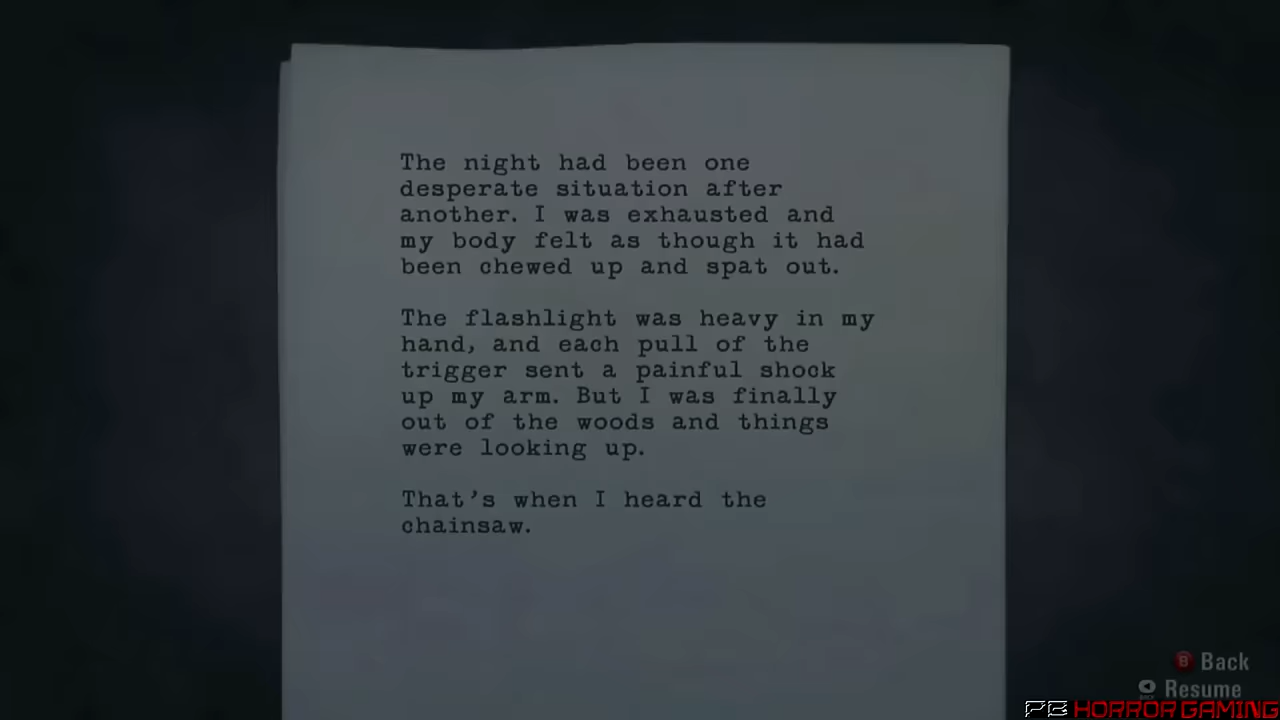 The night had been one
desperate situation after
another. I was exhausted and
my body felt as though it had
been chewed up and spat out.
The flashlight was heavy in my
hand, and each pull of the
trigger sent a painful shock
up my arm. But I was finally
out of the woods and things
were looking up.
That's when I heard the
chainsaw.
B Back
BACK Resume
PE HORROR GAMING